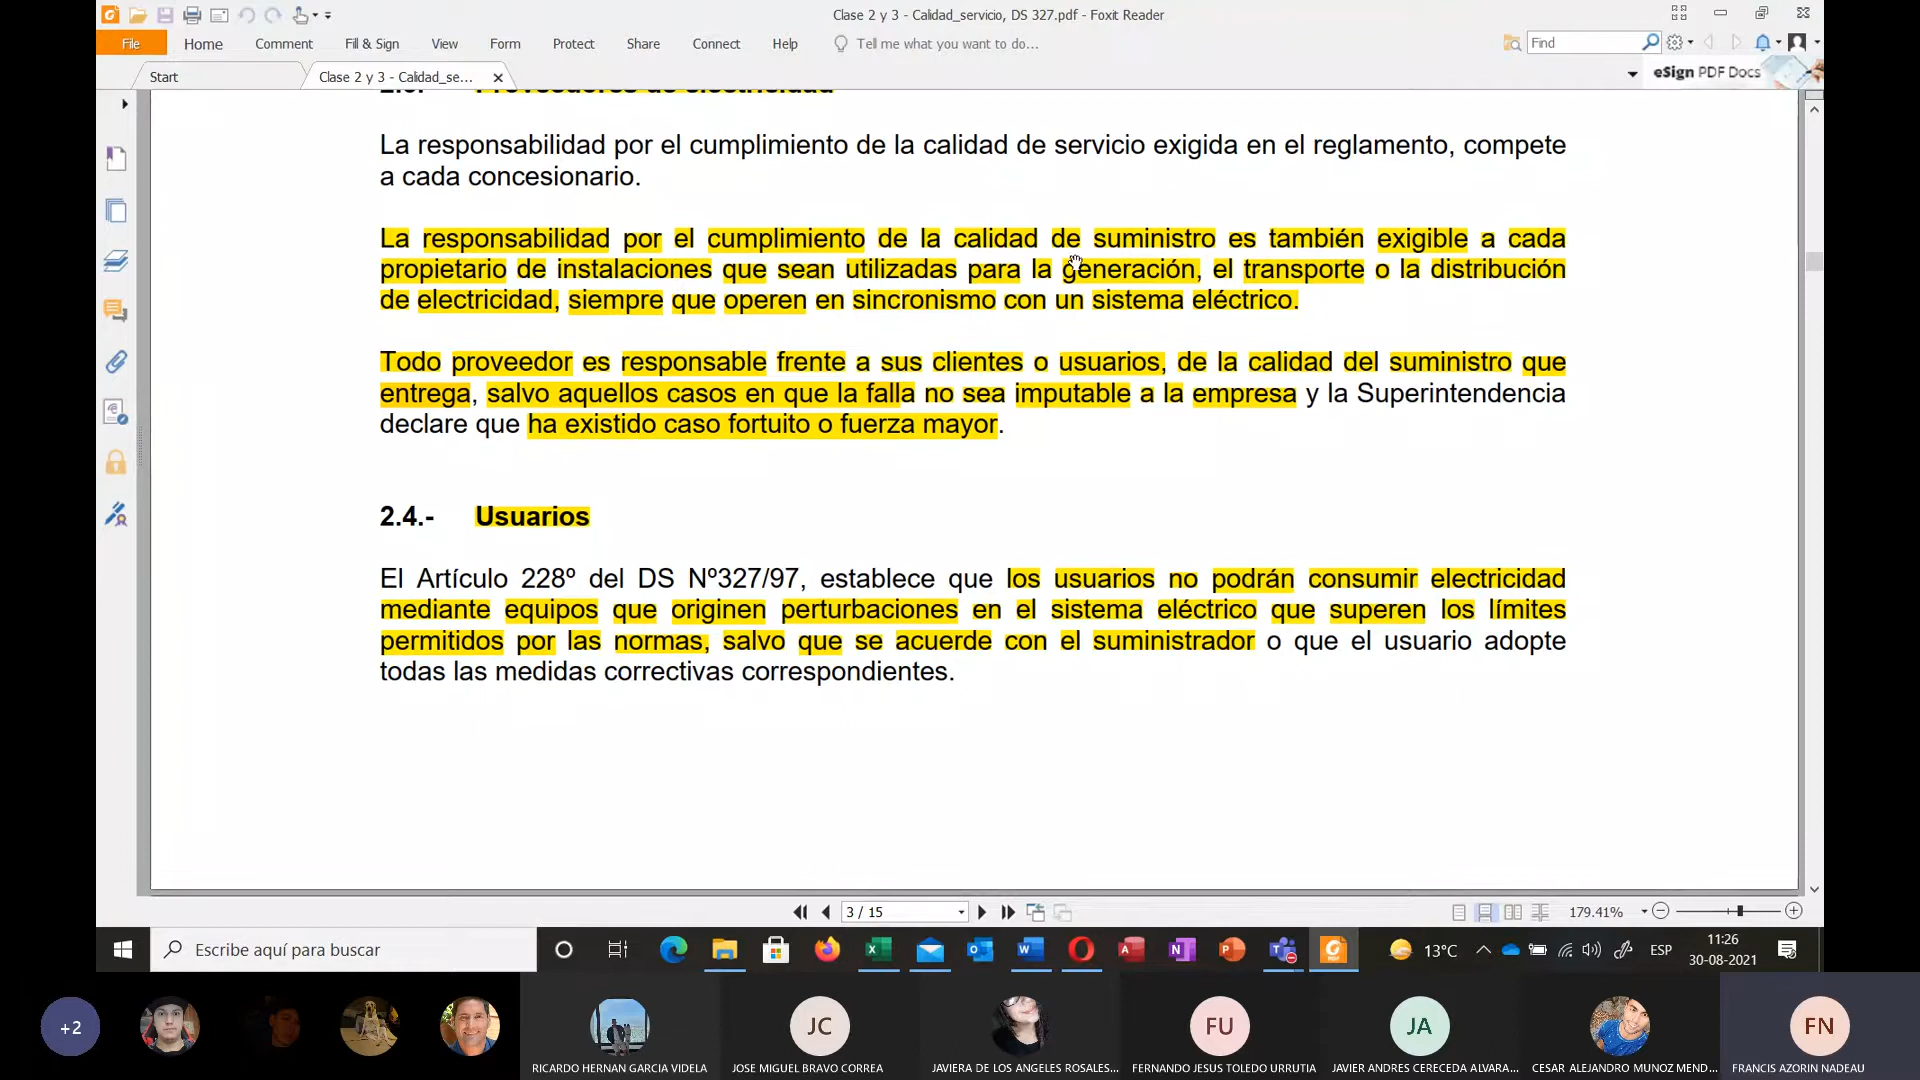 Clase 2 y 3 - Calidad_servicio, DS 327.pdf - Foxit Reader
File Home Comment Fill & Sign View Form Protect Share Connect Help Tell me what you want to do... Find
Start Clase 2 y 3 - Calidad_se... eSign PDF Docs
Proveedores de electricidad
La responsabilidad por el cumplimiento de la calidad de servicio exigida en el reglamento, compete
a cada concesionario.
La responsabilidad por el cumplimiento de la calidad de suministro es también exigible a cada
propietario de instalaciones que sean utilizadas para la generación, el transporte o la distribución
de electricidad, siempre que operen en sincronismo con un sistema eléctrico.
Todo proveedor es responsable frente a sus clientes o usuarios, de la calidad del suministro que
entrega, salvo aquellos casos en que la falla no sea imputable a la empresa y la Superintendencia
declare que ha existido caso fortuito o fuerza mayor.
2.4.- Usuarios
El Artículo 228º del DS Nº327/97, establece que los usuarios no podrán consumir electricidad
mediante equipos que originen perturbaciones en el sistema eléctrico que superen los límites
permitidos por las normas, salvo que se acuerde con el suministrador o que el usuario adopte
todas las medidas correctivas correspondientes.
3 / 15 179.41%
Escribe aquí para buscar 13°C ESP 11:26
30-08-2021
+2 JC FU JA FN
RICARDO HERNAN GARCIA VIDELA JOSE MIGUEL BRAVO CORREA JAVIERA DE LOS ANGELES ROSALES... FERNANDO JESUS TOLEDO URRUTIA JAVIER ANDRES CERECEDA ALVARA... CESAR ALEJANDRO MUNOZ MEND... FRANCIS AZORIN NADEAU